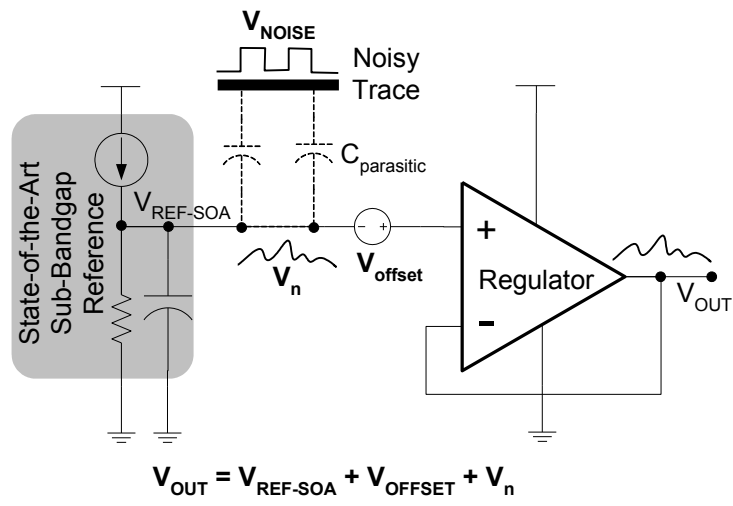 V_NOISE
Noisy
Trace
C_parasitic
State-of-the-Art
Sub-Bandgap
Reference
V_REF-SOA
V_n
- +
V_offset
+
Regulator
-
V_OUT
V_OUT = V_REF-SOA + V_OFFSET + V_n